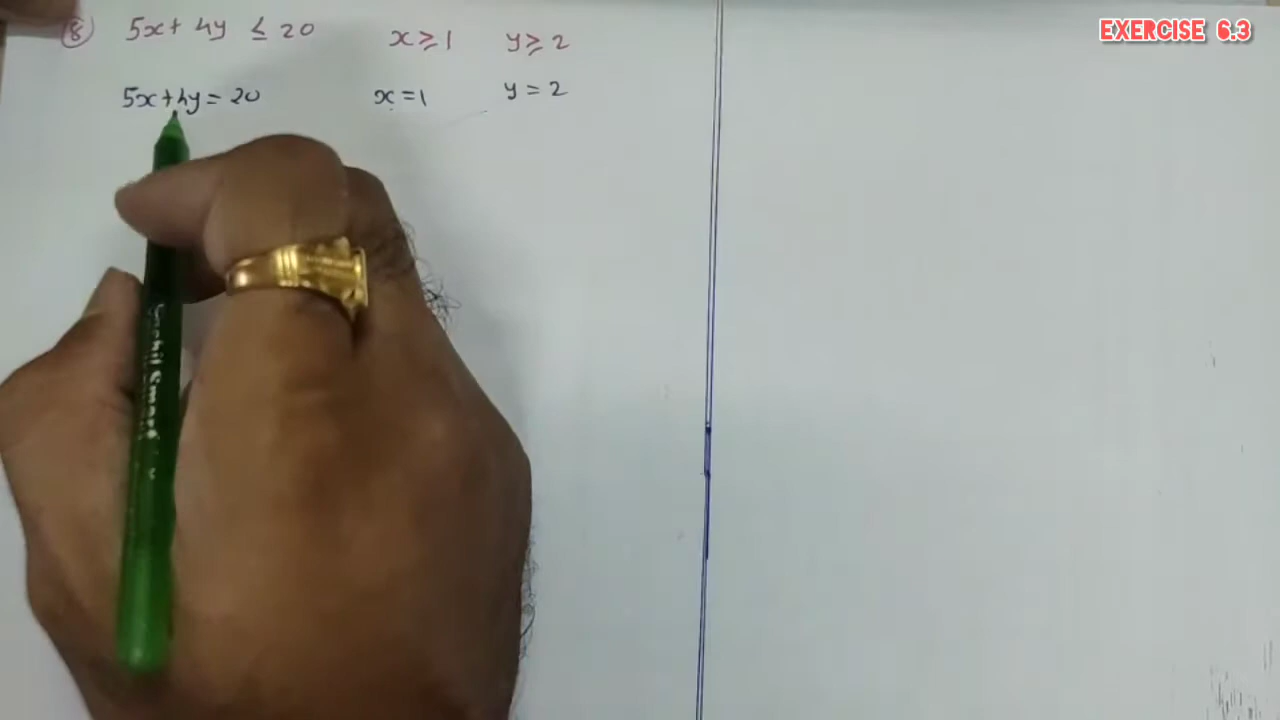 EXERCISE 6.3
⑧ 5x + 4y ≤ 20 x ≥ 1 y ≥ 2
5x + 4y = 20 x = 1 y = 2